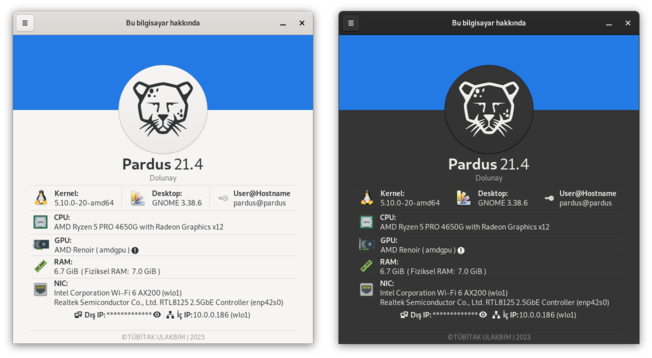 Bu bilgisayar hakkında
Pardus 21.4
Dolunay
Kernel:
5.10.0-20-amd64
Desktop:
GNOME 3.38.6
User@Hostname
pardus@pardus
CPU:
AMD Ryzen 5 PRO 4650G with Radeon Graphics x12
GPU:
AMD Renoir ( amdgpu )
RAM:
6.7 GiB ( Fiziksel RAM: 7.0 GiB )
NIC:
Intel Corporation Wi-Fi 6 AX200 (wlo1)
Realtek Semiconductor Co., Ltd. RTL8125 2.5GbE Controller (enp42s0)
Dış IP: ************* İç IP: 10.0.0.186 (wlo1)
©TÜBİTAK ULAKBİM | 2023
Bu bilgisayar hakkında
Pardus 21.4
Dolunay
Kernel:
5.10.0-20-amd64
Desktop:
GNOME 3.38.6
User@Hostname
pardus@pardus
CPU:
AMD Ryzen 5 PRO 4650G with Radeon Graphics x12
GPU:
AMD Renoir ( amdgpu )
RAM:
6.7 GiB ( Fiziksel RAM: 7.0 GiB )
NIC:
Intel Corporation Wi-Fi 6 AX200 (wlo1)
Realtek Semiconductor Co., Ltd. RTL8125 2.5GbE Controller (enp42s0)
Dış IP: ************* İç IP: 10.0.0.186 (wlo1)
©TÜBİTAK ULAKBİM | 2023